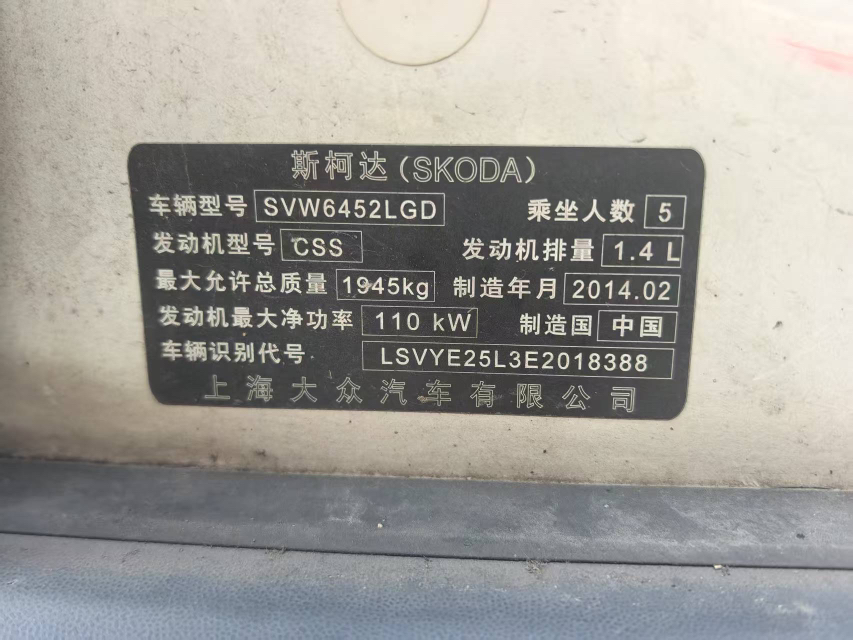 斯柯达(SKODA)
车辆型号 SVW6452LGD 乘坐人数 5
发动机型号 CSS 发动机排量 1.4 L
最大允许总质量 1945kg 制造年月 2014.02
发动机最大净功率 110 kW 制造国 中国
车辆识别代号 LSVYE25L3E2018388
上海大众汽车有限公司